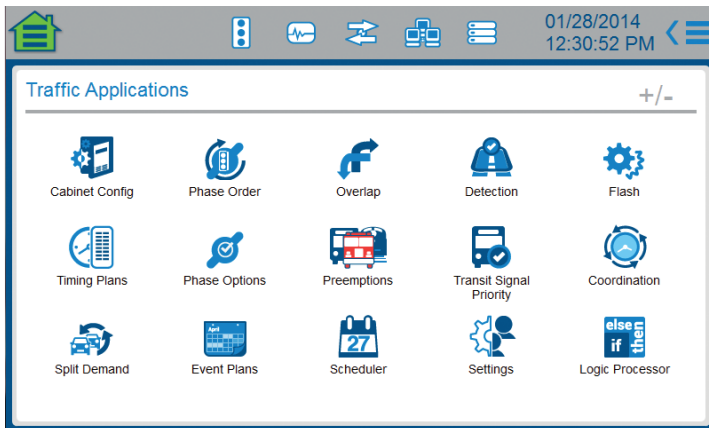 01/28/2014
12:30:52 PM
Traffic Applications
+/-
Cabinet Config
Phase Order
Overlap
Detection
Flash
Timing Plans
Phase Options
Preemptions
Transit Signal
Priority
Coordination
April
27
else
if
then
Split Demand
Event Plans
Scheduler
Settings
Logic Processor